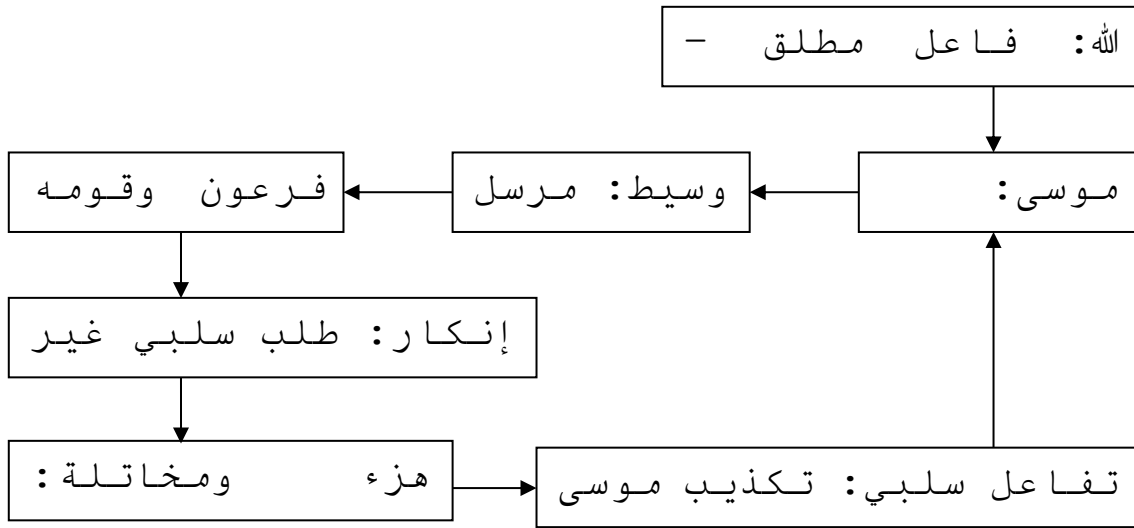 الله: فاعل مطلق –
موسى:
وسيط: مرسل
فرعون وقومه
إنكار: طلب سلبي غير
هزء ومخاتلة:
تفاعل سلبي: تكذيب موسى